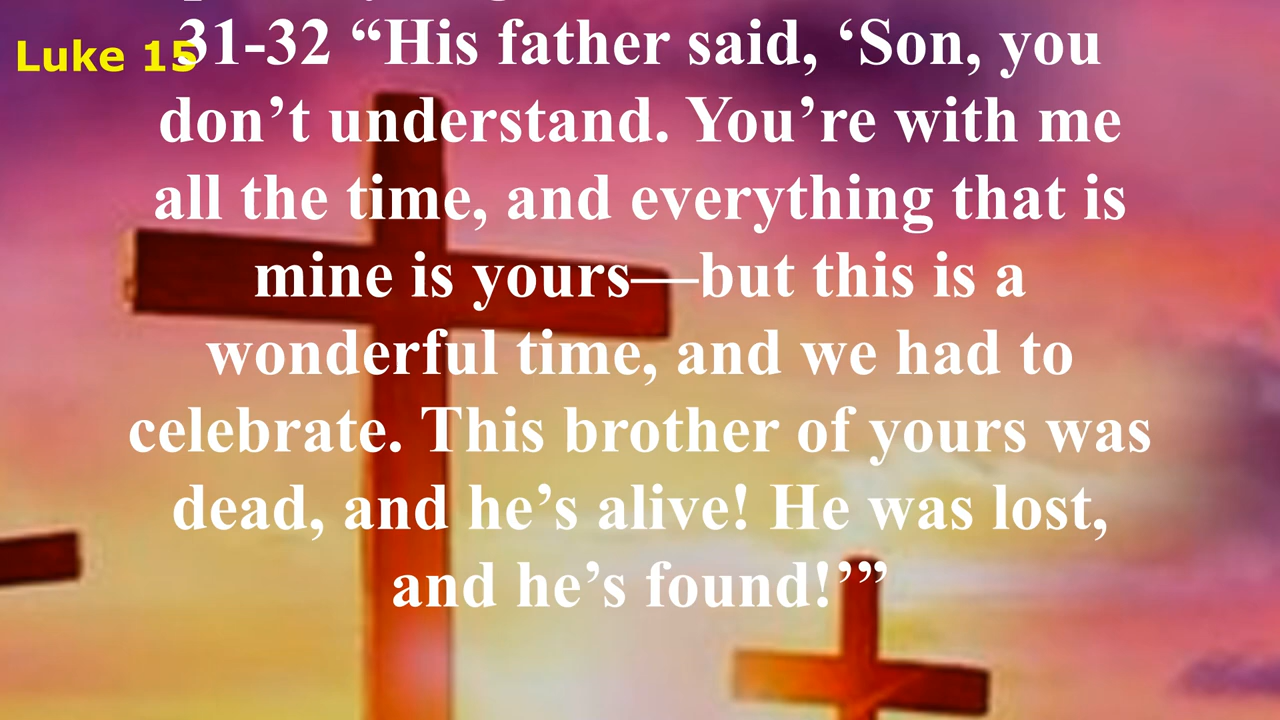 Luke 15
31-32 “His father said, ‘Son, you
don’t understand. You’re with me
all the time, and everything that is
mine is yours—but this is a
wonderful time, and we had to
celebrate. This brother of yours was
dead, and he’s alive! He was lost,
and he’s found!’”